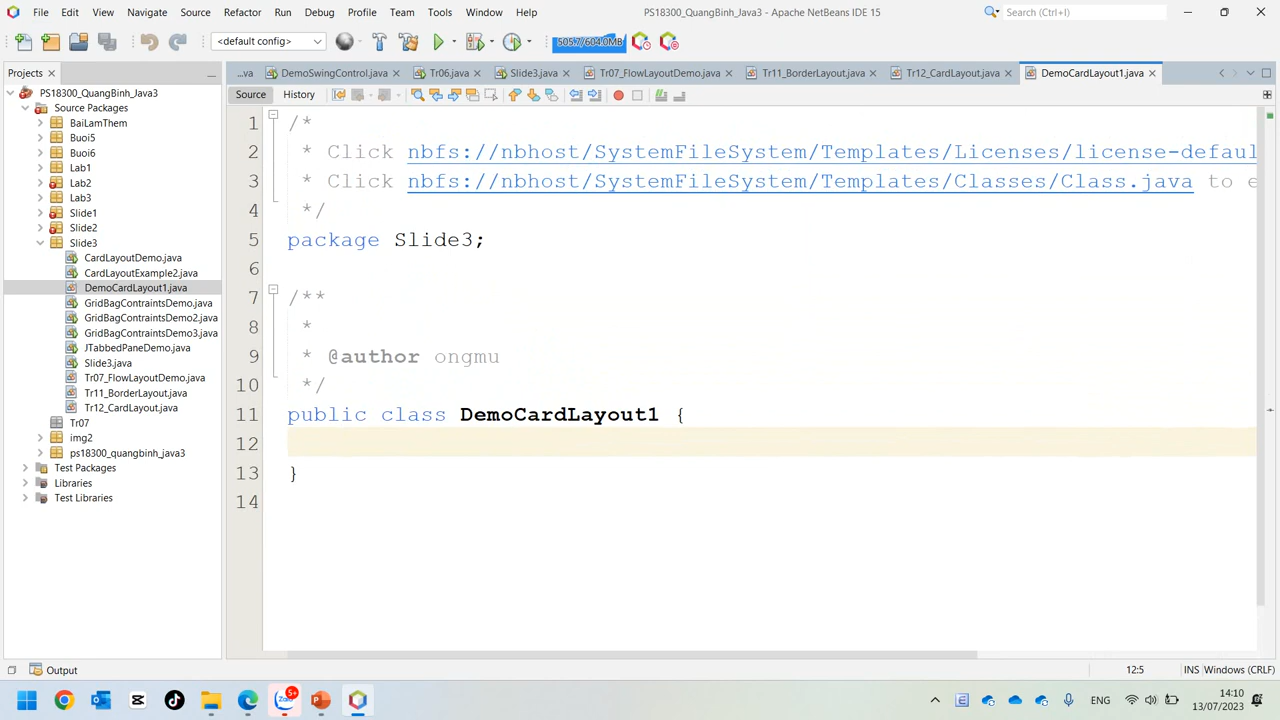 File Edit View Navigate Source Refactor Run Debug Profile Team Tools Window Help
PS18300_QuangBinh_Java3 - Apache NetBeans IDE 15
Search (Ctrl+I)
<default config>
505.7/604.0MB
Projects
...va
DemoSwingControl.java
Tr06.java
Slide3.java
Tr07_FlowLayoutDemo.java
Tr11_BorderLayout.java
Tr12_CardLayout.java
DemoCardLayout1.java
Source History
PS18300_QuangBinh_Java3
Source Packages
BaiLamThem
Buoi5
Buoi6
Lab1
Lab2
Lab3
Slide1
Slide2
Slide3
CardLayoutDemo.java
CardLayoutExample2.java
DemoCardLayout1.java
GridBagContraintsDemo.java
GridBagContraintsDemo2.java
GridBagContraintsDemo3.java
JTabbedPaneDemo.java
Slide3.java
Tr07_FlowLayoutDemo.java
Tr11_BorderLayout.java
Tr12_CardLayout.java
Tr07
img2
ps18300_quangbinh_java3
Test Packages
Libraries
Test Libraries
1 /*
2 * Click nbfs://nbhost/SystemFileSystem/Templates/Licenses/license-defaul
3 * Click nbfs://nbhost/SystemFileSystem/Templates/Classes/Class.java to e
4 */
5 package Slide3;
6
7 /**
8 *
9 * @author ongmu
10 */
11 public class DemoCardLayout1 {
12
13 }
14
Output
12:5
INS Windows (CRLF)
Zalo
5+
ENG
14:10
13/07/2023